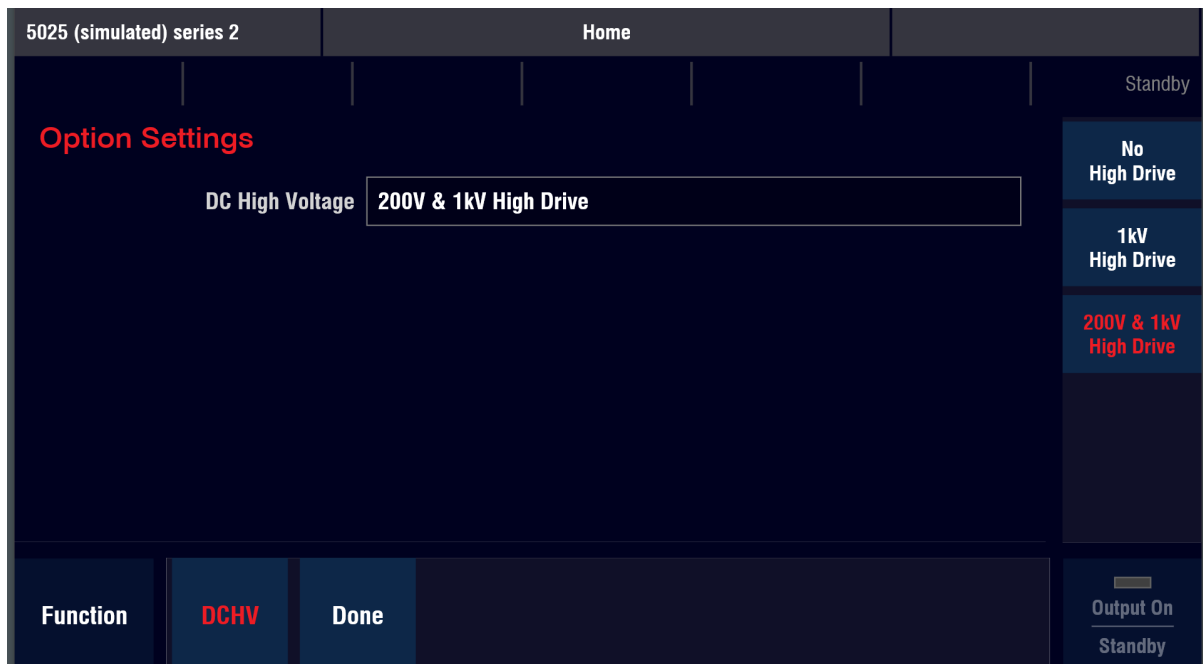 5025 (simulated) series 2
Home
Standby
Option Settings
DC High Voltage 200V & 1kV High Drive
No
High Drive
1kV
High Drive
200V & 1kV
High Drive
Function
DCHV
Done
Output On
Standby